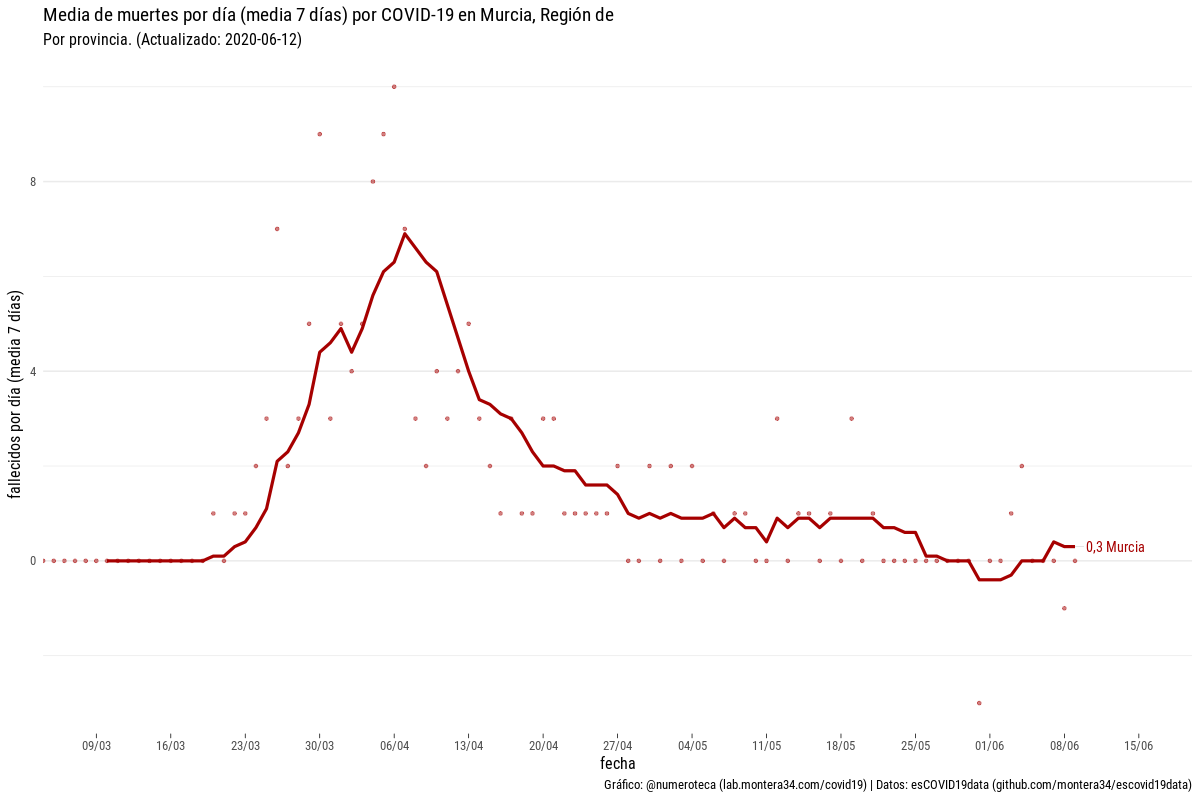 Media de muertes por día (media 7 días) por COVID-19 en Murcia, Región de
Por provincia. (Actualizado: 2020-06-12)
fallecidos por día (media 7 días)
8
4
0
0,3 Murcia
09/03 16/03 23/03 30/03 06/04 13/04 20/04 27/04 04/05 11/05 18/05 25/05 01/06 08/06 15/06
fecha
Gráfico: @numeroteca (lab.montera34.com/covid19) | Datos: esCOVID19data (github.com/montera34/escovid19data)